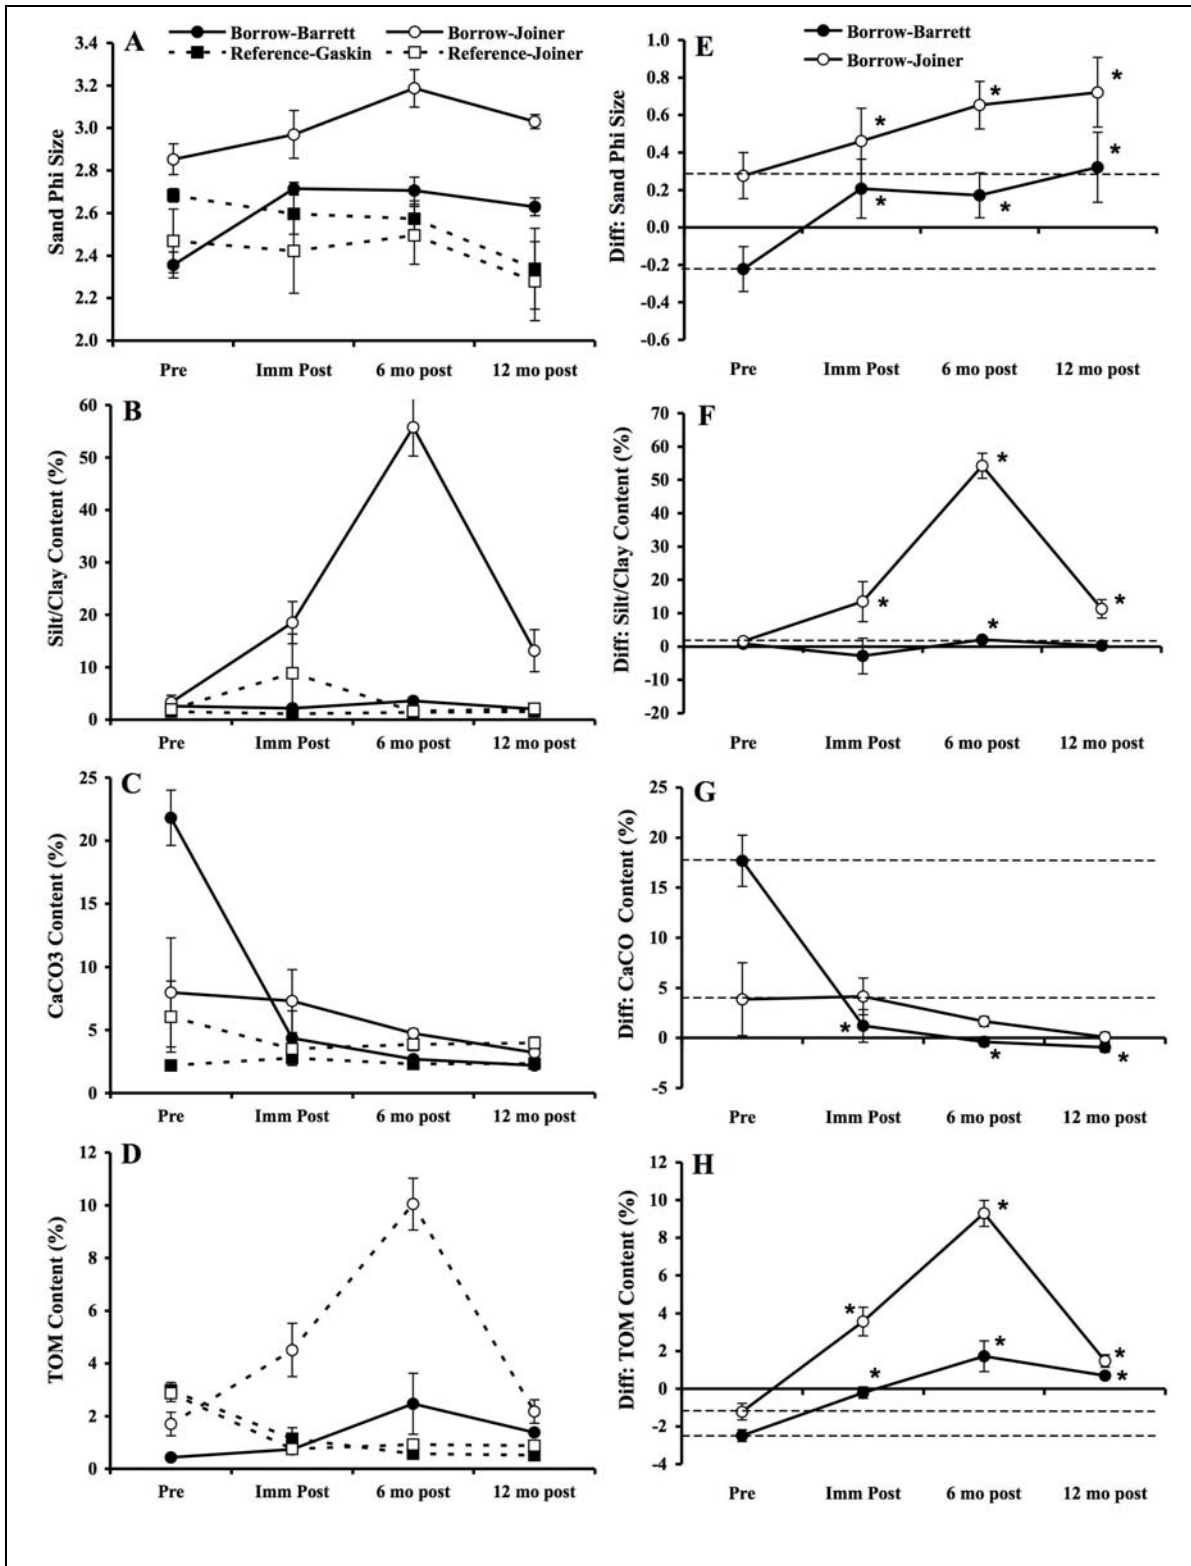 A
Borrow-Barrett
Borrow-Joiner
Reference-Gaskin
Reference-Joiner
3.4
3.2
3.0
2.8
2.6
2.4
2.2
2.0
Sand Phi Size
Pre
Imm Post
6 mo post
12 mo post
E
Borrow-Barrett
Borrow-Joiner
1.0
0.8
0.6
0.4
0.2
0.0
-0.2
-0.4
-0.6
Diff: Sand Phi Size
* * *
* * *
Pre
Imm Post
6 mo post
12 mo post
B
60
50
40
30
20
10
0
Silt/Clay Content (%)
Pre
Imm Post
6 mo post
12 mo post
F
70
60
50
40
30
20
10
0
-10
-20
Diff: Silt/Clay Content (%)
* * *
*
Pre
Imm Post
6 mo post
12 mo post
C
25
20
15
10
5
0
CaCO3 Content (%)
Pre
Imm Post
6 mo post
12 mo post
G
25
20
15
10
5
0
-5
Diff: CaCO Content (%)
* * *
Pre
Imm Post
6 mo post
12 mo post
D
12
10
8
6
4
2
0
TOM Content (%)
Pre
Imm Post
6 mo post
12 mo post
H
12
10
8
6
4
2
0
-2
-4
Diff: TOM Content (%)
* * *
* * *
Pre
Imm Post
6 mo post
12 mo post